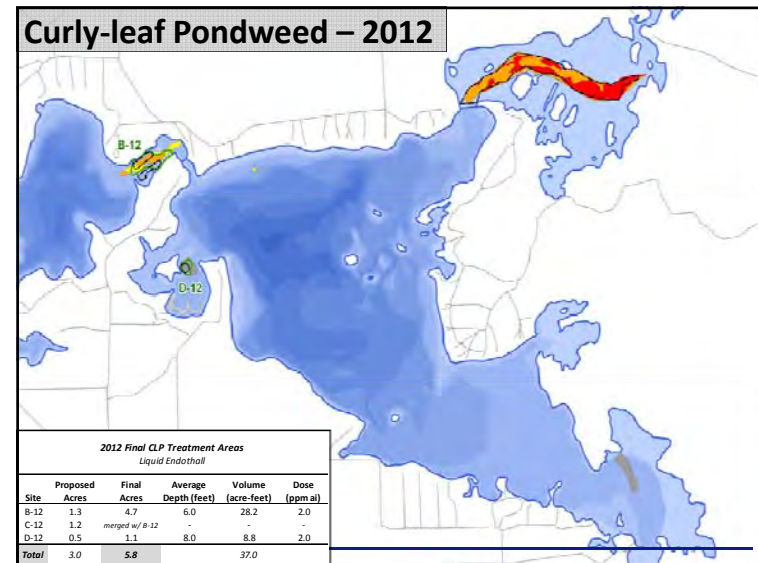 Curly-leaf Pondweed – 2012
B-12
D-12
2012 Final CLP Treatment Areas
Liquid Endothall
Site Proposed Acres Final Acres Average Depth (feet) Volume (acre-feet) Dose (ppm ai)
B-12 1.3 4.7 6.0 28.2 2.0
C-12 1.2 merged w/ B-12 - - -
D-12 0.5 1.1 8.0 8.8 2.0
Total 3.0 5.8 37.0